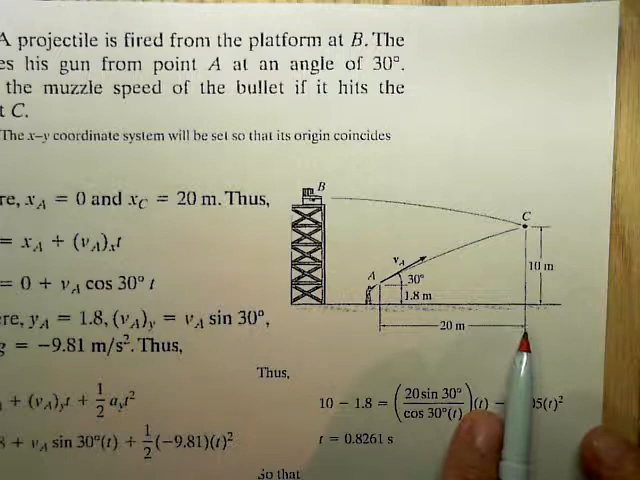 A projectile is fired from the platform at B. The
es his gun from point A at an angle of 30°.
the muzzle speed of the bullet if it hits the
t C.
The x–y coordinate system will be set so that its origin coincides
re, x_A = 0 and x_C = 20 m. Thus,
= x_A + (v_A)_x t
= 0 + v_A cos 30° t
re, y_A = 1.8, (v_A)_y = v_A sin 30°,
= −9.81 m/s². Thus,
+ (v_A)_y t + 1/2 a_y t²
8 + v_A sin 30°(t) + 1/2 (−9.81)(t)²
B
C
v_A
A
30°
10 m
1.8 m
20 m
Thus,
10 − 1.8 = (20 sin 30° / cos 30°(t)) (t) − 05(t)²
t = 0.8261 s
So that